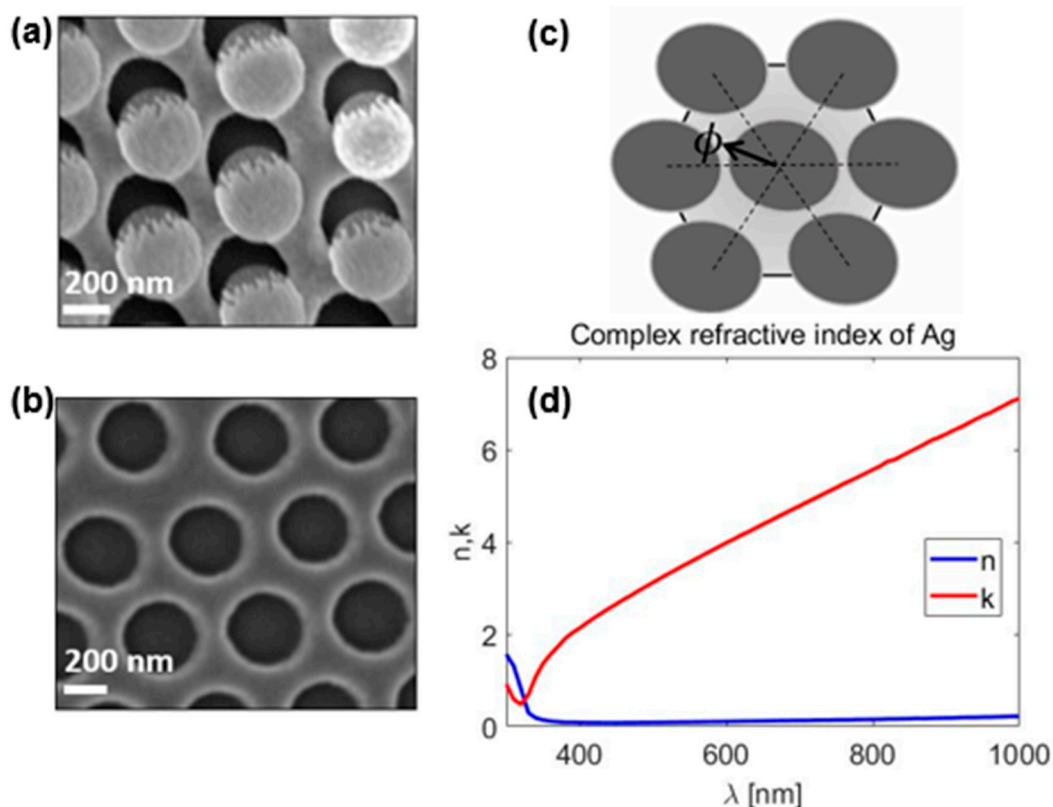 (a)
200 nm
(b)
200 nm
(c)
ϕ
Complex refractive index of Ag
(d)
8
6
4
2
0
n,k
n
k
400
600
800
1000
λ [nm]